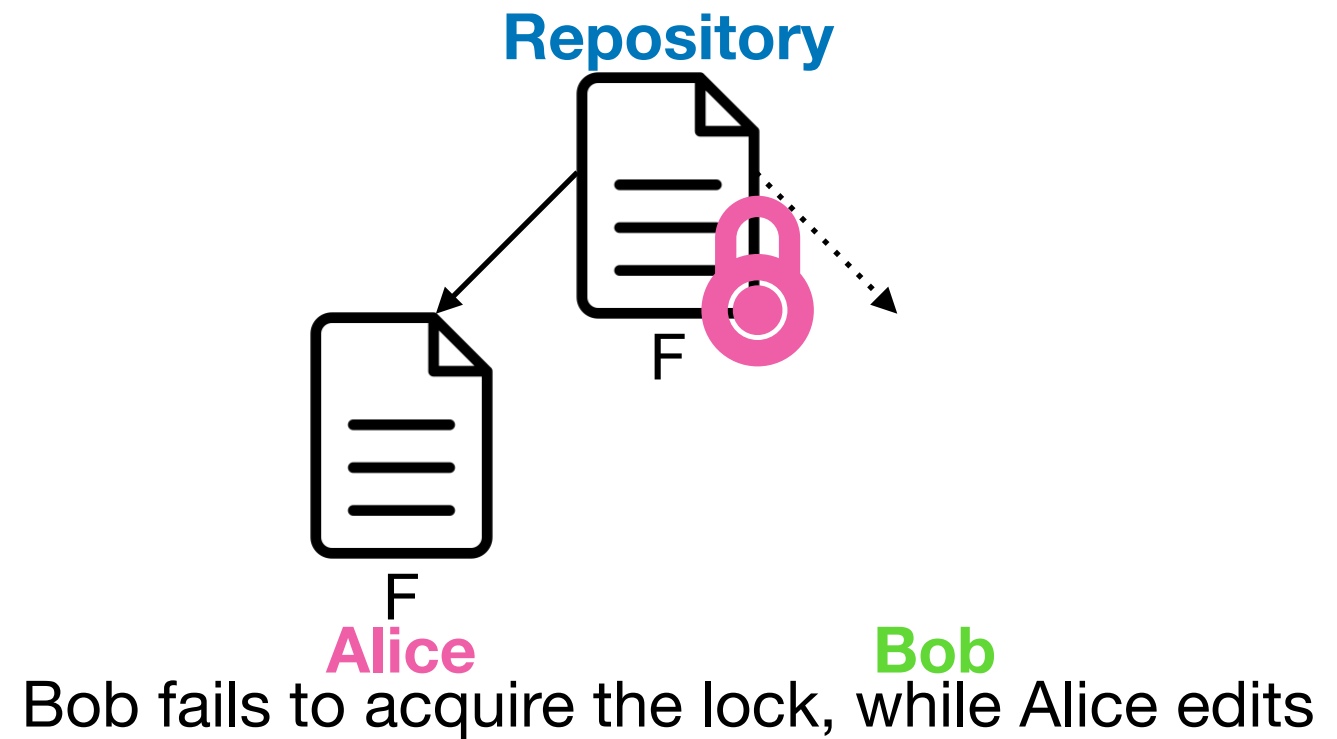 Repository
F
F
Alice
Bob
Bob fails to acquire the lock, while Alice edits